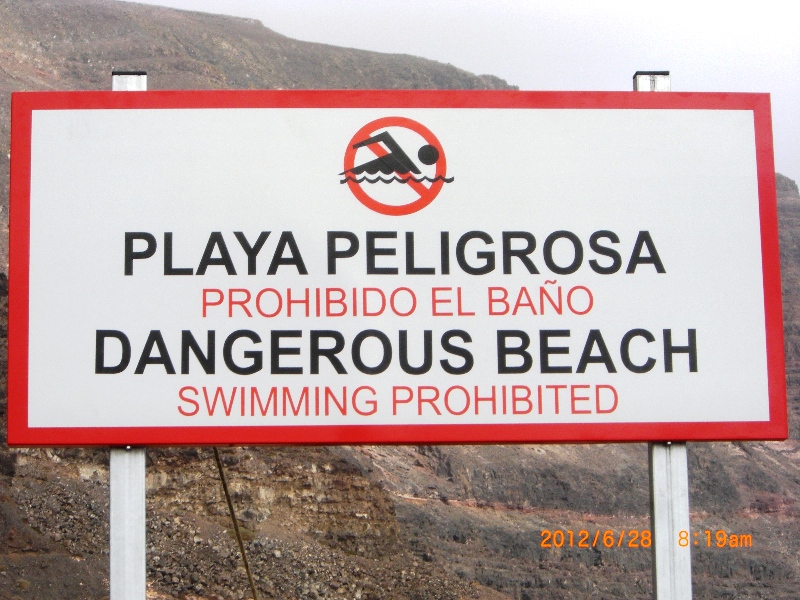 PLAYA PELIGROSA
PROHIBIDO EL BAÑO
DANGEROUS BEACH
SWIMMING PROHIBITED
2012/6/28 8:19am